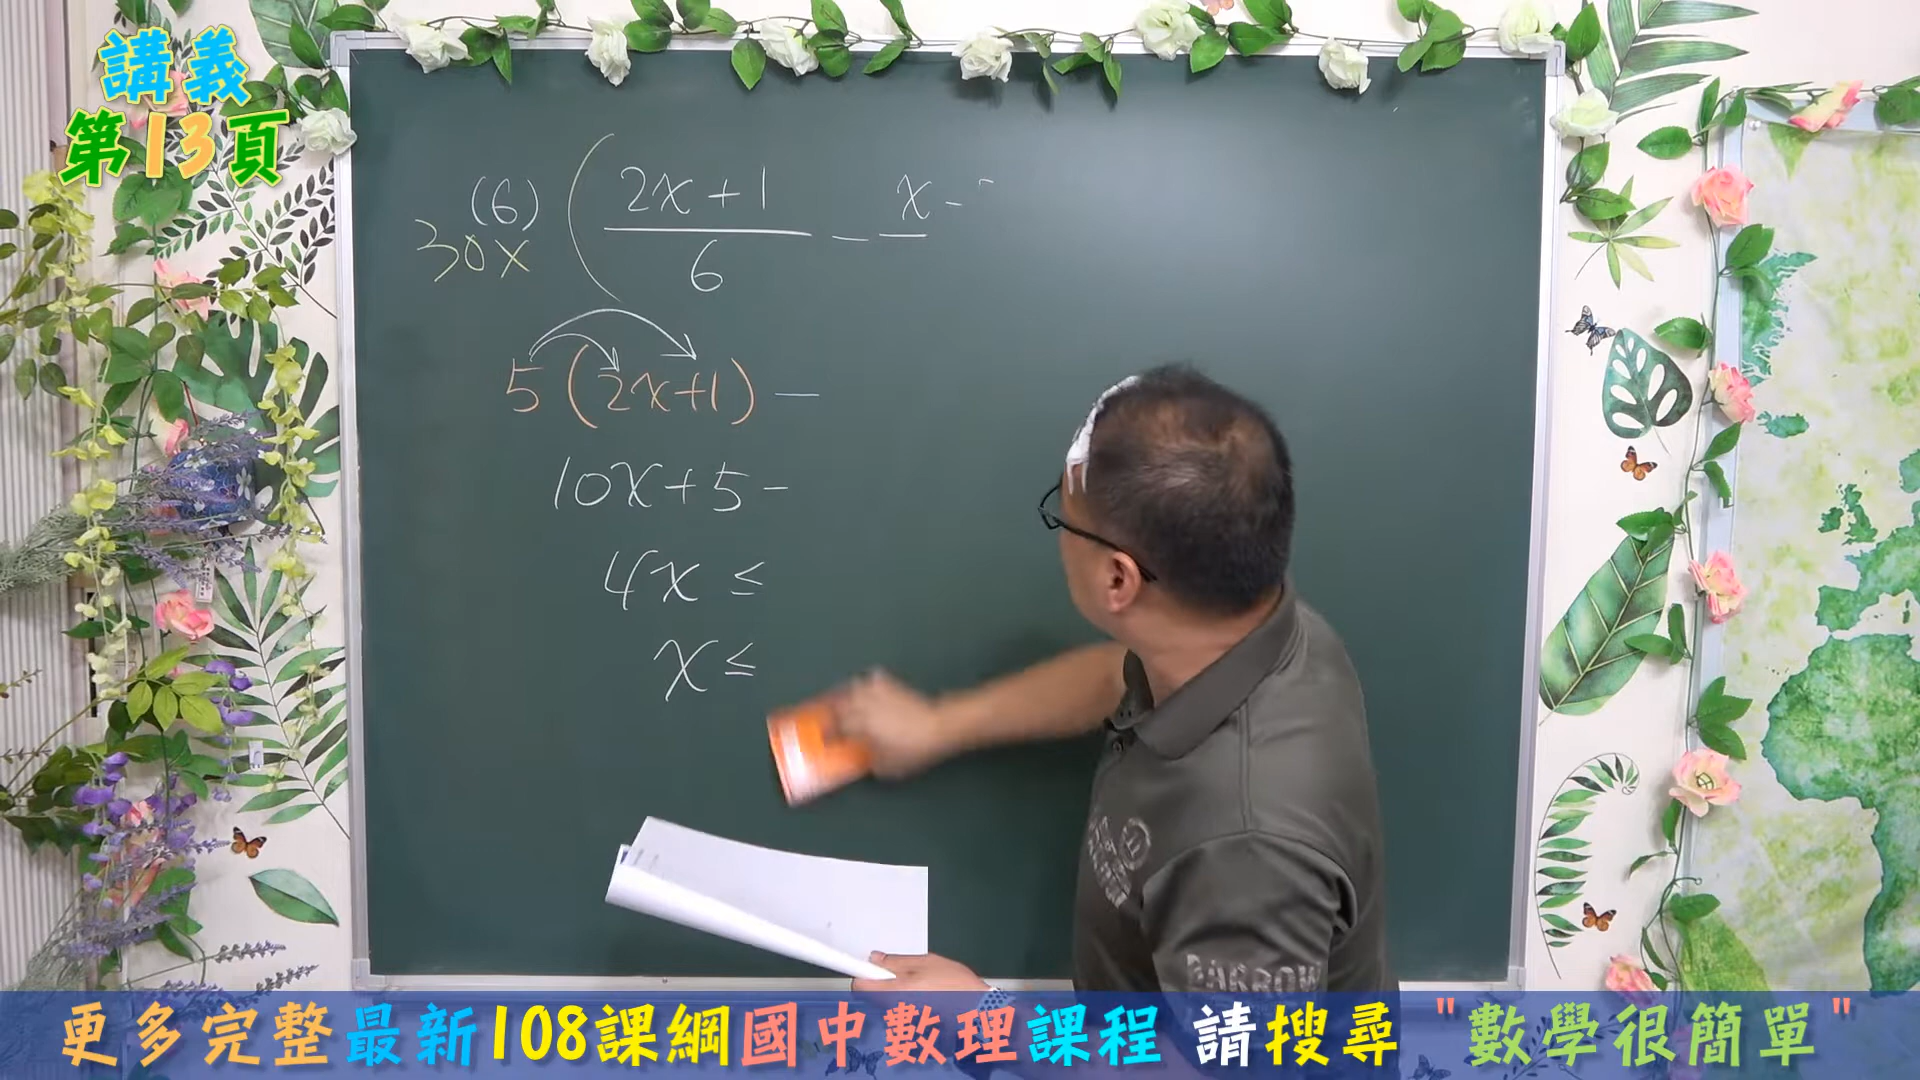 講義
第13頁
(6) ( 2x+1 / 6 - x -
30x
5(2x+1) -
10x+5-
4x ≤
x ≤
BARROW
更多完整最新108課綱國中數理課程 請搜尋 "數學很簡單"